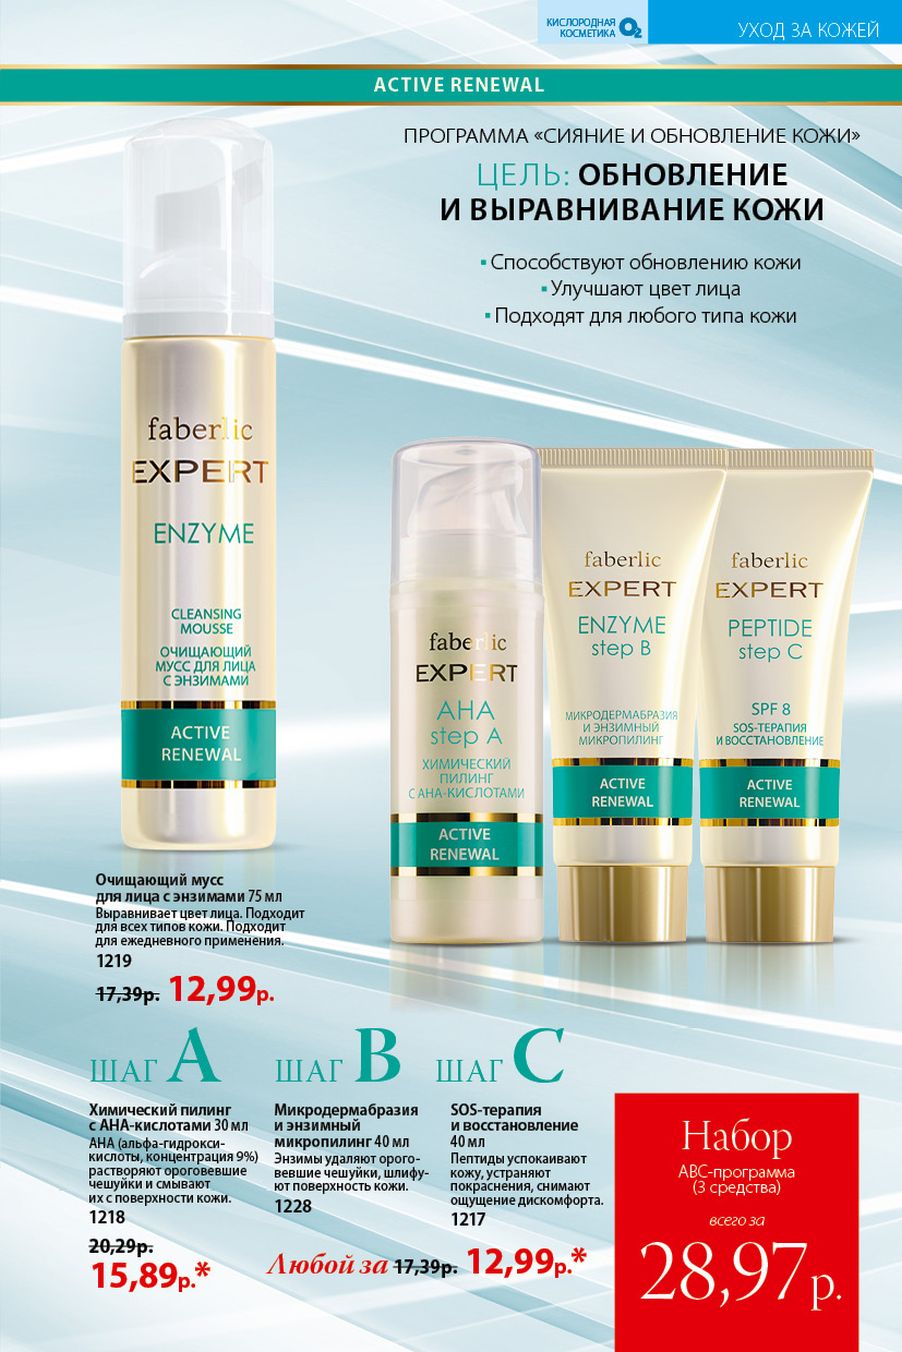 КИСЛОРОДНАЯ
КОСМЕТИКА O2
УХОД ЗА КОЖЕЙ
ACTIVE RENEWAL
ПРОГРАММА «СИЯНИЕ И ОБНОВЛЕНИЕ КОЖИ»
ЦЕЛЬ: ОБНОВЛЕНИЕ
И ВЫРАВНИВАНИЕ КОЖИ
▪ Способствуют обновлению кожи
▪ Улучшают цвет лица
▪ Подходят для любого типа кожи
faberlic
EXPERT
ENZYME
CLEANSING
MOUSSE
ОЧИЩАЮЩИЙ
МУСС ДЛЯ ЛИЦА
С ЭНЗИМАМИ
ACTIVE
RENEWAL
faberlic
EXPERT
AHA
step A
ХИМИЧЕСКИЙ
ПИЛИНГ
С АНА-КИСЛОТАМИ
ACTIVE
RENEWAL
faberlic
EXPERT
ENZYME
step B
МИКРОДЕРМАБРАЗИЯ
И ЭНЗИМНЫЙ
МИКРОПИЛИНГ
ACTIVE
RENEWAL
faberlic
EXPERT
PEPTIDE
step C
SPF 8
SOS-ТЕРАПИЯ
И ВОССТАНОВЛЕНИЕ
ACTIVE
RENEWAL
Очищающий мусс
для лица с энзимами 75 мл
Выравнивает цвет лица. Подходит
для всех типов кожи. Подходит
для ежедневного применения.
1219
17,39р. 12,99р.
ШАГ A
Химический пилинг
с АНА-кислотами 30 мл
АНА (альфа-гидрокси-
кислоты, концентрация 9%)
растворяют ороговевшие
чешуйки и смывают
их с поверхности кожи.
1218
20,29р.
15,89р.*
ШАГ B
Микродермабразия
и энзимный
микропилинг 40 мл
Энзимы удаляют орого-
вевшие чешуйки, шлифу-
ют поверхность кожи.
1228
ШАГ C
SOS-терапия
и восстановление
40 мл
Пептиды успокаивают
кожу, устраняют
покраснения, снимают
ощущение дискомфорта.
1217
Любой за 17,39р. 12,99р.*
Набор
АВС-программа
(3 средства)
всего за
28,97 р.